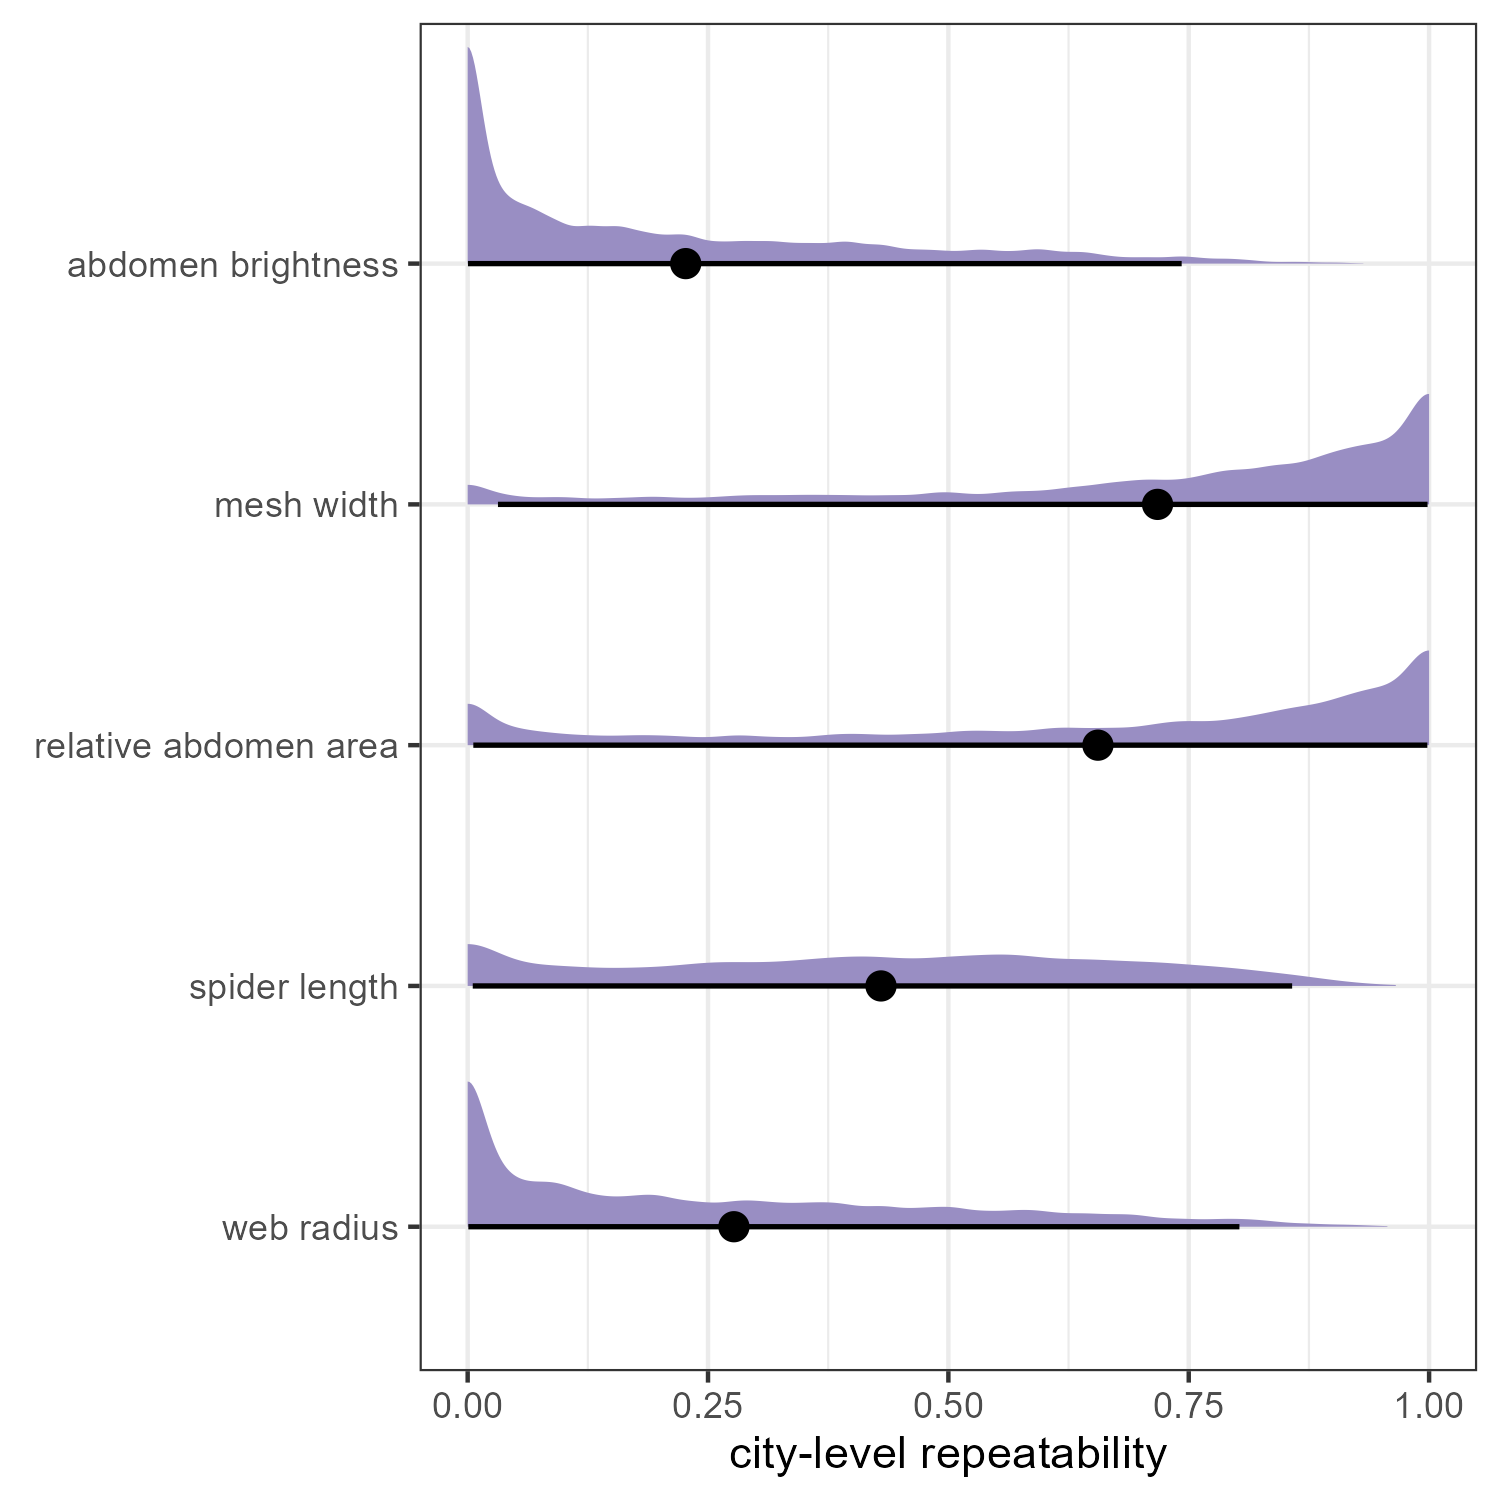 abdomen brightness
mesh width
relative abdomen area
spider length
web radius
0.00 0.25 0.50 0.75 1.00
city-level repeatability